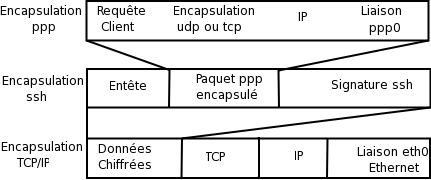 Encapsulation
ppp
Requête
Client
Encapsulation
udp ou tcp
IP
Liaison
ppp0
Encapsulation
ssh
Entête
Paquet ppp
encapsulé
Signature ssh
Encapsulation
TCP/IP
Données
Chiffrées
TCP
IP
Liaison eth0
Ethernet